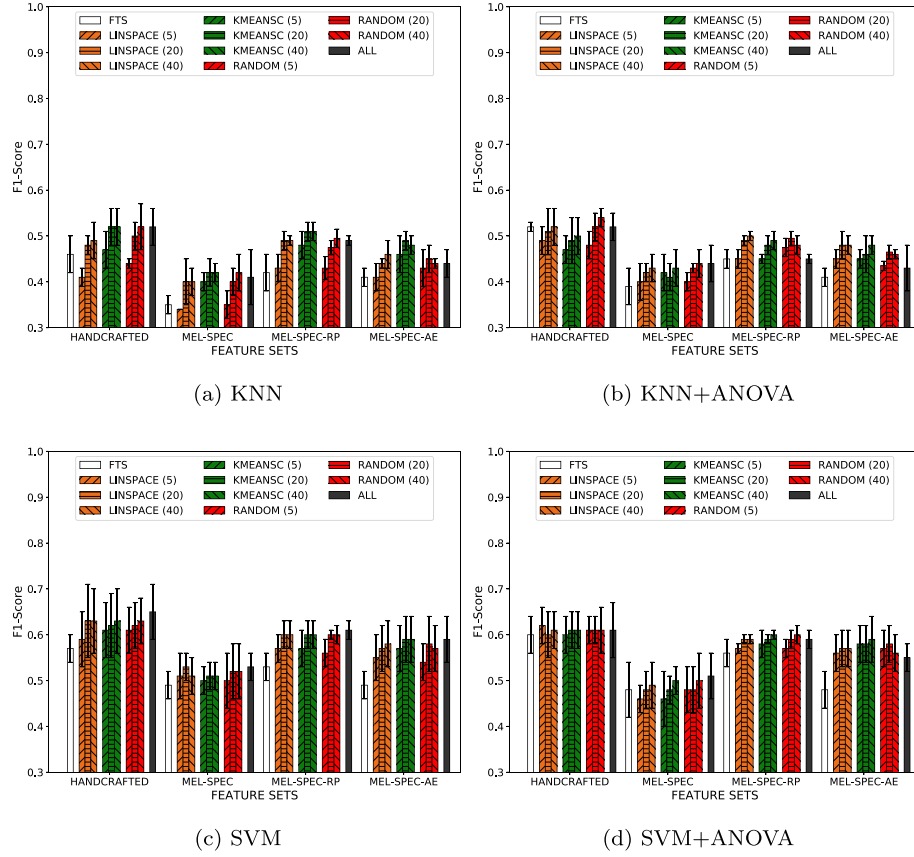 1.0
0.9
0.8
0.7
0.6
0.5
0.4
0.3
F1-Score
FTS
LINSPACE (5)
LINSPACE (20)
LINSPACE (40)
KMEANSC (5)
KMEANSC (20)
KMEANSC (40)
RANDOM (5)
RANDOM (20)
RANDOM (40)
ALL
HANDCRAFTED
MEL-SPEC
MEL-SPEC-RP
MEL-SPEC-AE
FEATURE SETS
(a) KNN
1.0
0.9
0.8
0.7
0.6
0.5
0.4
0.3
F1-Score
FTS
LINSPACE (5)
LINSPACE (20)
LINSPACE (40)
KMEANSC (5)
KMEANSC (20)
KMEANSC (40)
RANDOM (5)
RANDOM (20)
RANDOM (40)
ALL
HANDCRAFTED
MEL-SPEC
MEL-SPEC-RP
MEL-SPEC-AE
FEATURE SETS
(b) KNN+ANOVA
1.0
0.9
0.8
0.7
0.6
0.5
0.4
0.3
F1-Score
FTS
LINSPACE (5)
LINSPACE (20)
LINSPACE (40)
KMEANSC (5)
KMEANSC (20)
KMEANSC (40)
RANDOM (5)
RANDOM (20)
RANDOM (40)
ALL
HANDCRAFTED
MEL-SPEC
MEL-SPEC-RP
MEL-SPEC-AE
FEATURE SETS
(c) SVM
1.0
0.9
0.8
0.7
0.6
0.5
0.4
0.3
F1-Score
FTS
LINSPACE (5)
LINSPACE (20)
LINSPACE (40)
KMEANSC (5)
KMEANSC (20)
KMEANSC (40)
RANDOM (5)
RANDOM (20)
RANDOM (40)
ALL
HANDCRAFTED
MEL-SPEC
MEL-SPEC-RP
MEL-SPEC-AE
FEATURE SETS
(d) SVM+ANOVA